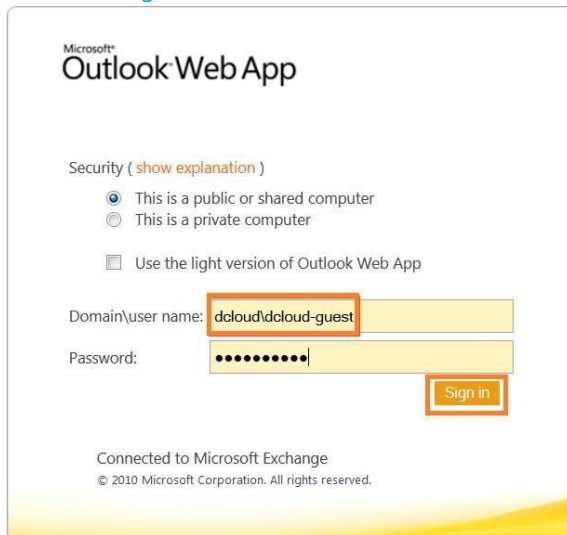 Microsoft®
Outlook Web App
Security ( show explanation )
This is a public or shared computer
This is a private computer
Use the light version of Outlook Web App
Domain\user name: dcloud\dcloud-guest
Password: ●●●●●●●●●●
Sign in
Connected to Microsoft Exchange
© 2010 Microsoft Corporation. All rights reserved.